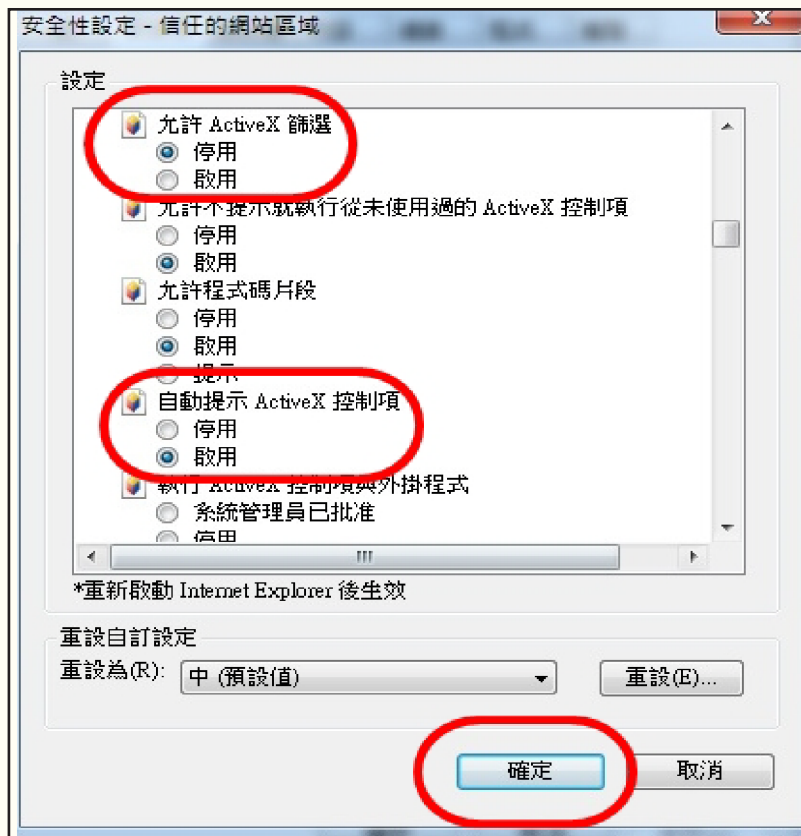 安全性設定 - 信任的網站區域
設定
允許 ActiveX 篩選
停用
啟用
允許不提示就執行從未使用過的 ActiveX 控制項
停用
啟用
允許程式碼片段
停用
啟用
提示
自動提示 ActiveX 控制項
停用
啟用
執行 ActiveX 控制項與外掛程式
系統管理員已批准
停用
*重新啟動 Internet Explorer 後生效
重設自訂設定
重設為(R): 中 (預設值) 重設(E)...
確定 取消